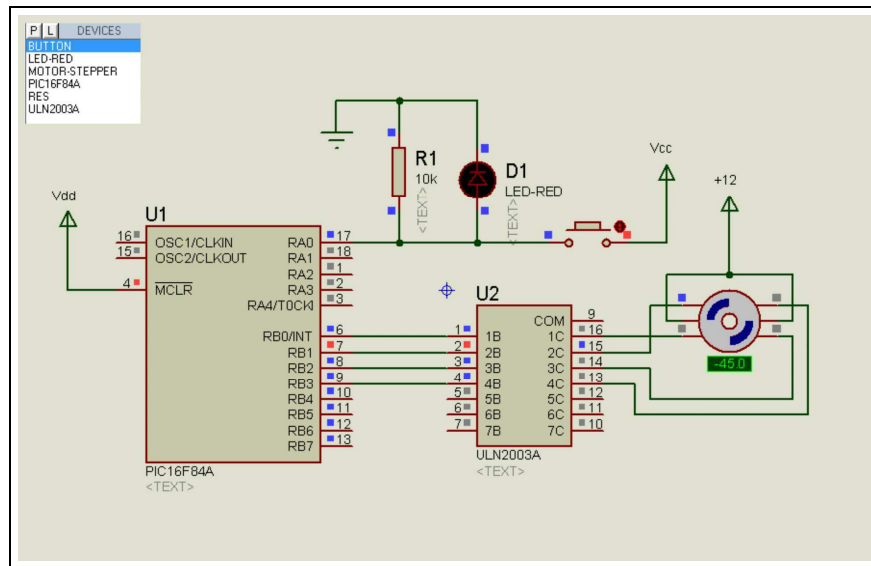 P L DEVICES
BUTTON
LED-RED
MOTOR-STEPPER
PIC16F84A
RES
ULN2003A
R1
10k
<TEXT>
D1
LED-RED
<TEXT>
Vcc
+12
Vdd
U1
16 OSC1/CLKIN RA0 17
15 OSC2/CLKOUT RA1 18
RA2 1
4 MCLR RA3 2
RA4/T0CKI 3
RB0/INT 6
RB1 7
RB2 8
RB3 9
RB4 10
RB5 11
RB6 12
RB7 13
PIC16F84A
<TEXT>
U2
COM 9
1 1B 1C 16
2 2B 2C 15
3 3B 3C 14
4 4B 4C 13
5 5B 5C 12
6 6B 6C 11
7 7B 7C 10
ULN2003A
<TEXT>
-45.0